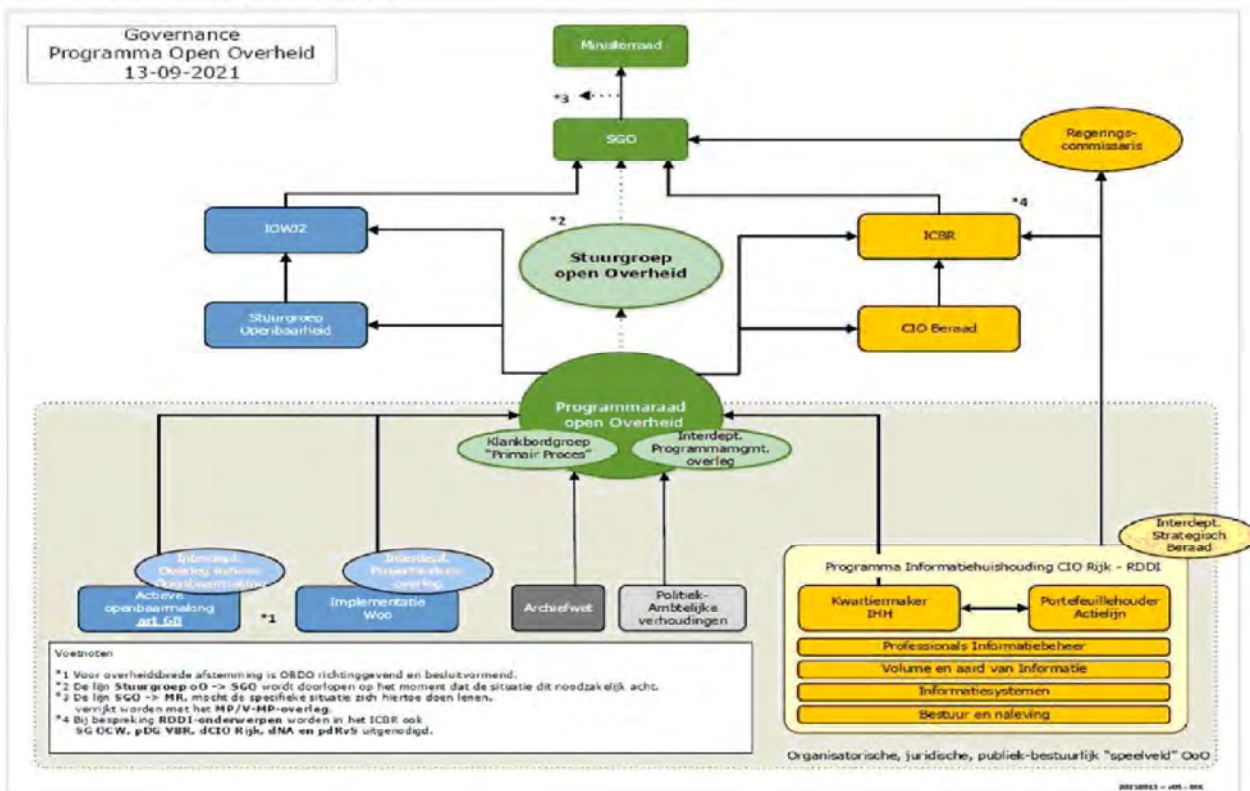 Governance
Programma Open Overheid
13-09-2021
Ministerraad
*3
SGO
Regerings-
commissaris
IOWJZ
*2
*4
ICBR
Stuurgroep
open Overheid
Stuurgroep
Openbaarheid
CIO Beraad
Programmaraad
open Overheid
Klankbordgroep
"Primair Proces"
Interdept.
Programmamgmt.
overleg
Interdept.
Strategisch
Beraad
Interdept.
Overleg Actieve
Openbaarmaking
Interdept.
overleg
Programma Informatiehuishouding CIO Rijk - RDDI
Actieve
openbaarmaking
*1
Implementatie
Woo
Archiefwet
Politiek-
Ambtelijke
verhoudingen
Kwartiermaker
IHH
Portefeuillehouder
Actielijn
Professionals Informatiebeheer
Volume en aard van Informatie
Informatiesystemen
Bestuur en naleving
Voetnoten
*1 Voor overheidsbrede afstemming is OBDO richtinggevend en besluitvormend.
*2 De lijn Stuurgroep oO -> SGO wordt doorlopen op het moment dat de situatie dit noodzakelijk acht.
*3 De lijn SGO -> MR, mocht de specifieke situatie zich hiertoe doen lenen,
verrijkt worden met het MP/V-MP-overleg.
*4 Bij bespreking RDDI-onderwerpen worden in het ICBR ook
SG OCW, pDG VBR, dCIO Rijk, dNA en pdRvS uitgenodigd.
Organisatorische, juridische, publiek-bestuurlijk "speelveld" OoO